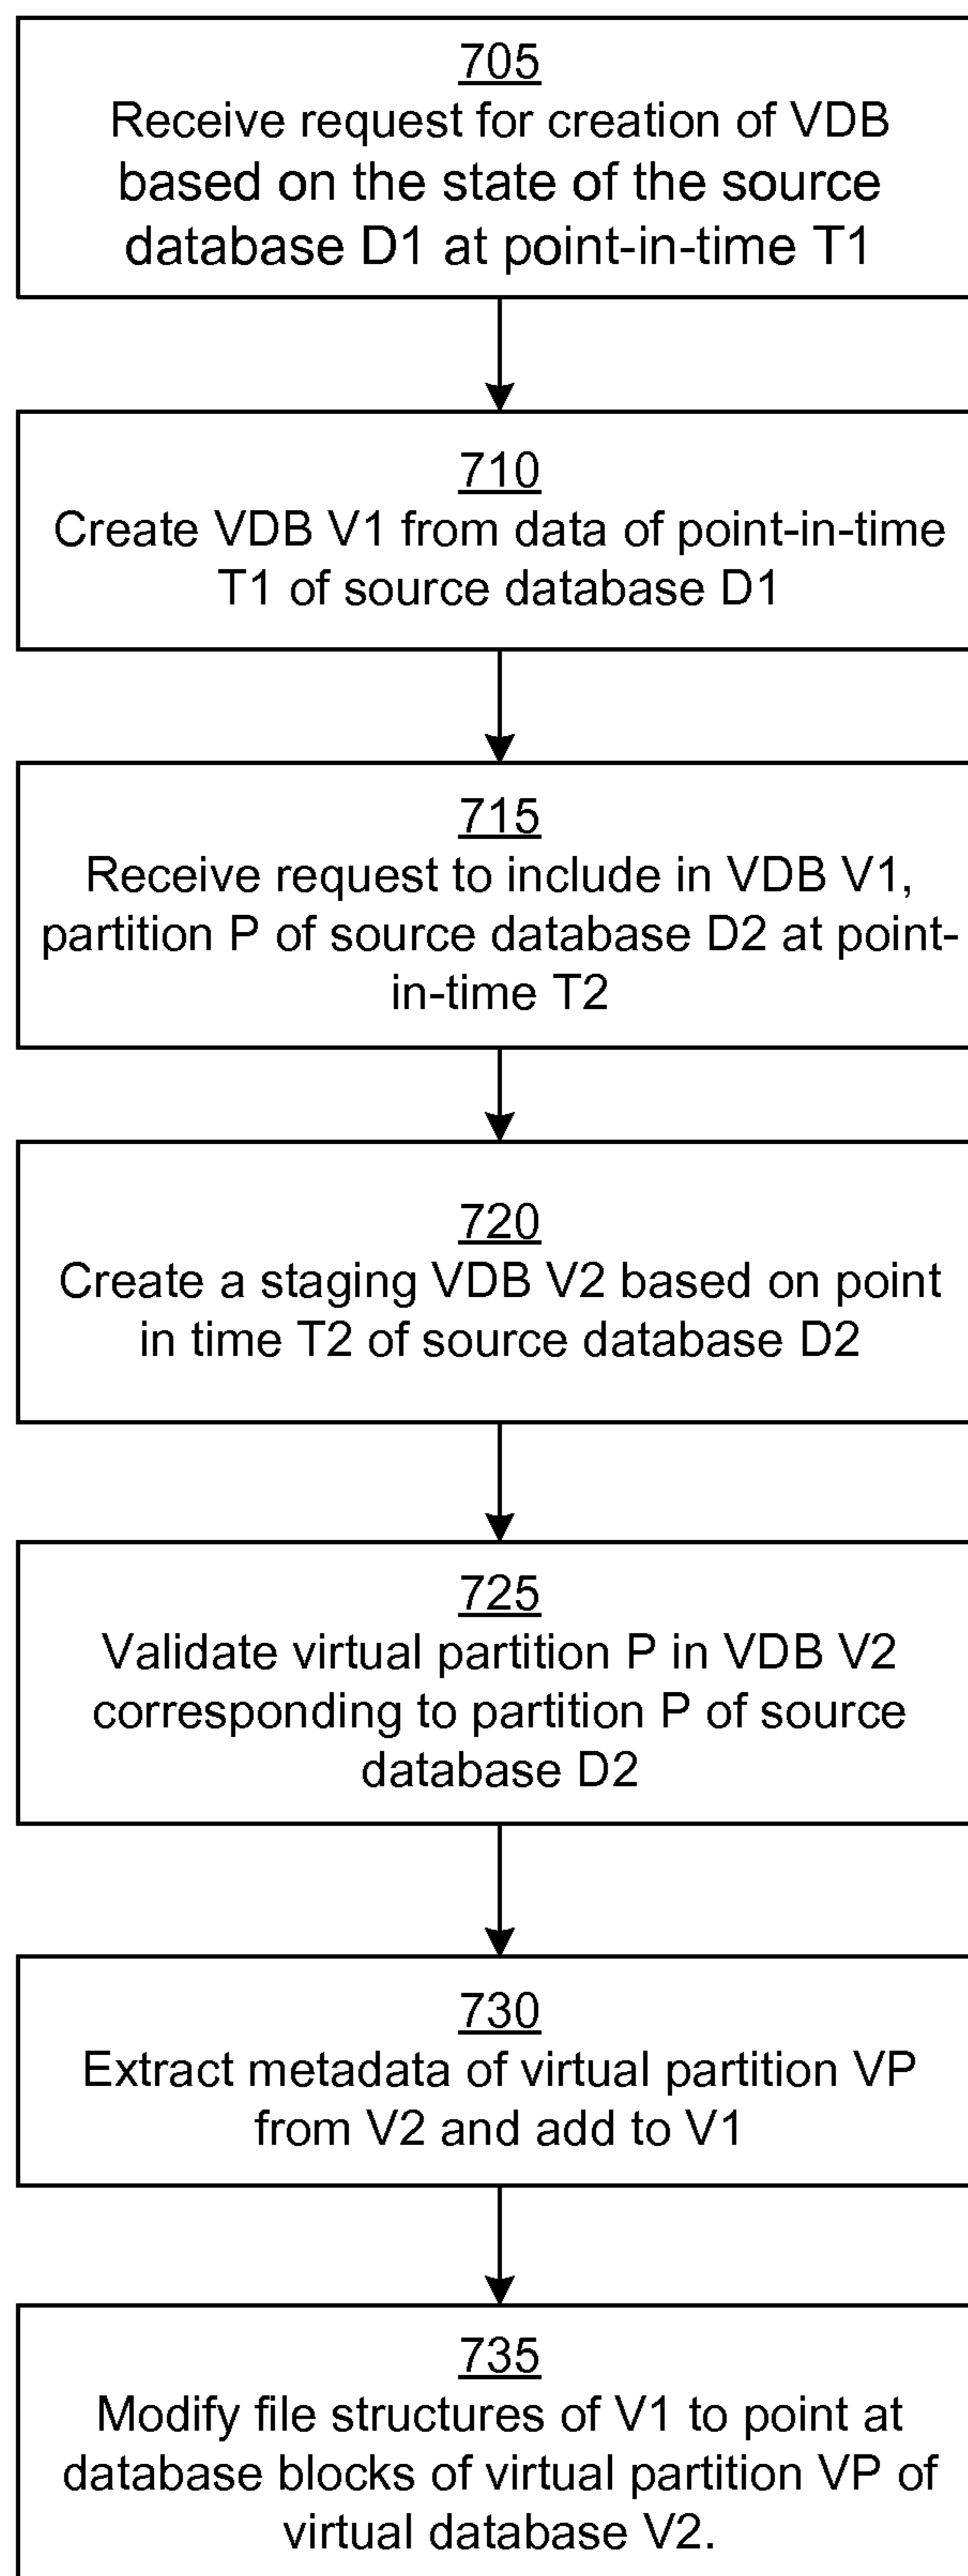 705
Receive request for creation of VDB
based on the state of the source
database D1 at point-in-time T1
710
Create VDB V1 from data of point-in-time
T1 of source database D1
715
Receive request to include in VDB V1,
partition P of source database D2 at point-
in-time T2
720
Create a staging VDB V2 based on point
in time T2 of source database D2
725
Validate virtual partition P in VDB V2
corresponding to partition P of source
database D2
730
Extract metadata of virtual partition VP
from V2 and add to V1
735
Modify file structures of V1 to point at
database blocks of virtual partition VP of
virtual database V2.